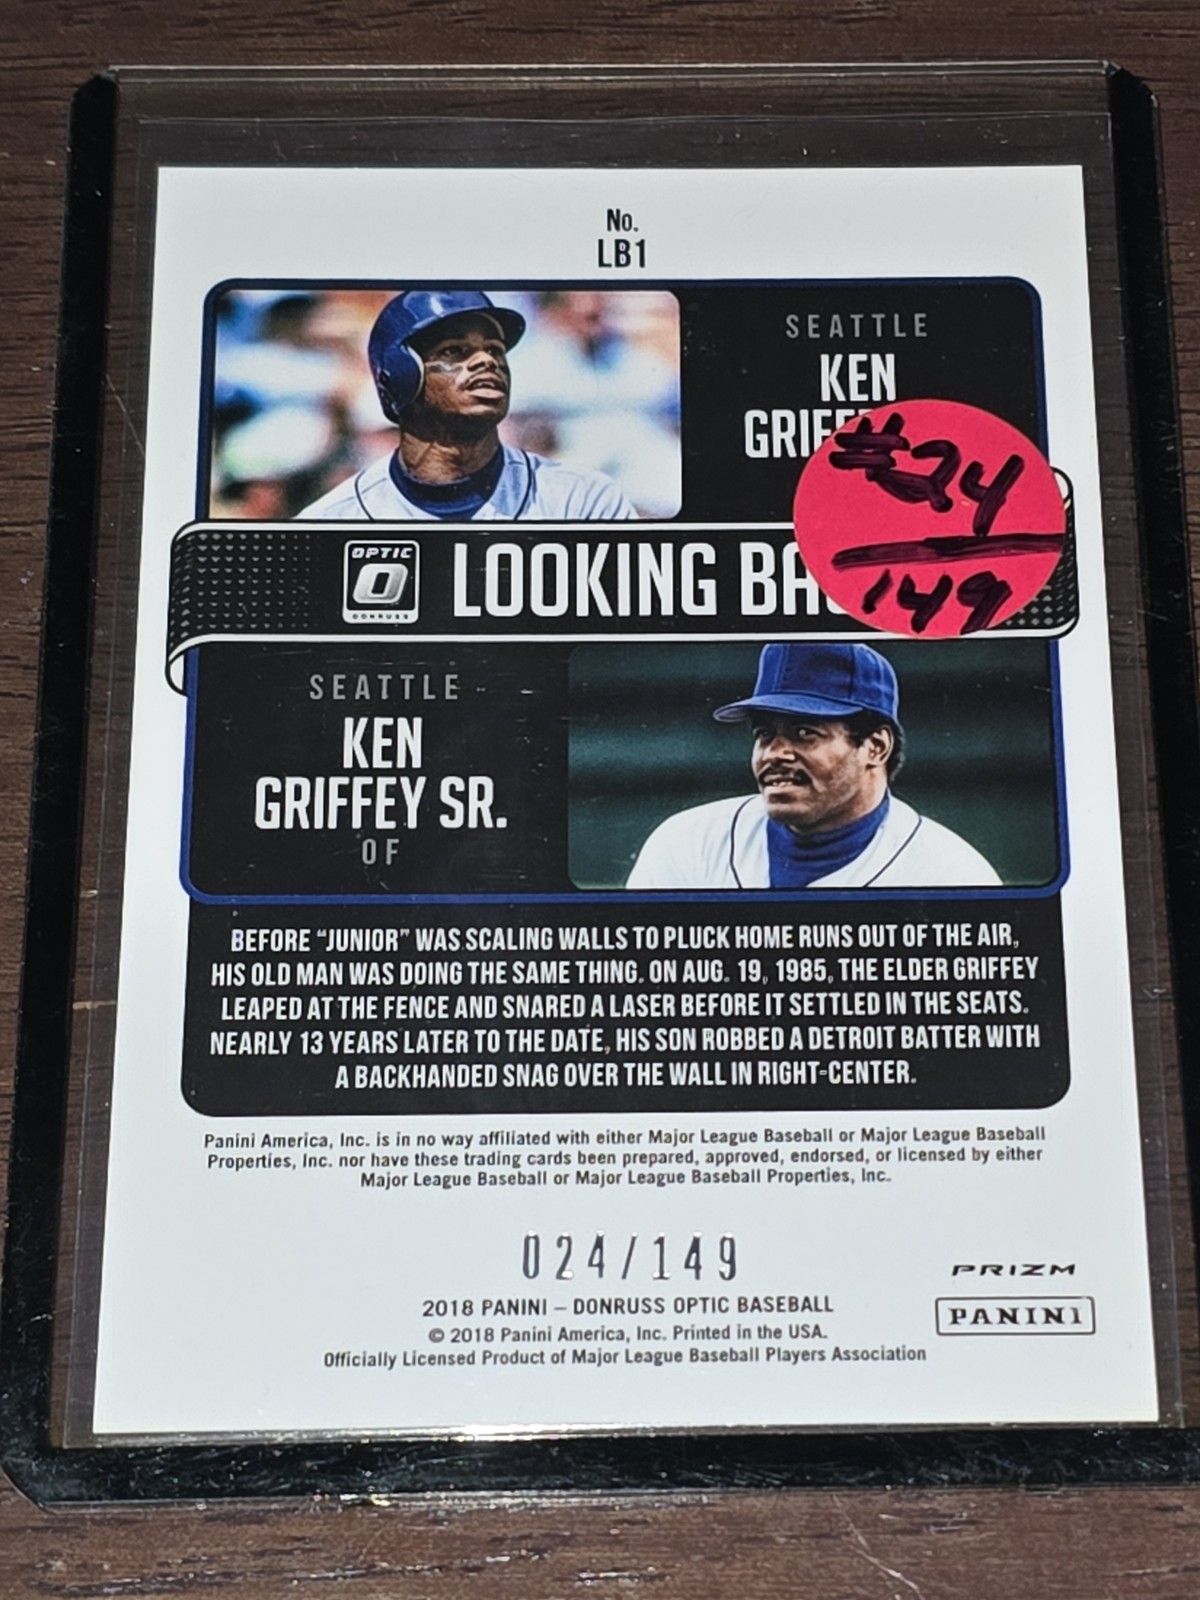 No.
LB1
SEATTLE
KEN
#24
149
OPTIC
DONRUSS
LOOKING
SEATTLE
KEN
GRIFFEY SR.
OF
BEFORE “JUNIOR” WAS SCALING WALLS TO PLUCK HOME RUNS OUT OF THE AIR,
HIS OLD MAN WAS DOING THE SAME THING. ON AUG. 19, 1985, THE ELDER GRIFFEY
LEAPED AT THE FENCE AND SNARED A LASER BEFORE IT SETTLED IN THE SEATS.
NEARLY 13 YEARS LATER TO THE DATE, HIS SON ROBBED A DETROIT BATTER WITH
A BACKHANDED SNAG OVER THE WALL IN RIGHT-CENTER.
Panini America, Inc. is in no way affiliated with either Major League Baseball or Major League Baseball
Properties, Inc. nor have these trading cards been prepared, approved, endorsed, or licensed by either
Major League Baseball or Major League Baseball Properties, Inc.
024/149
PRIZM
2018 PANINI – DONRUSS OPTIC BASEBALL
PANINI
© 2018 Panini America, Inc. Printed in the USA.
Officially Licensed Product of Major League Baseball Players Association